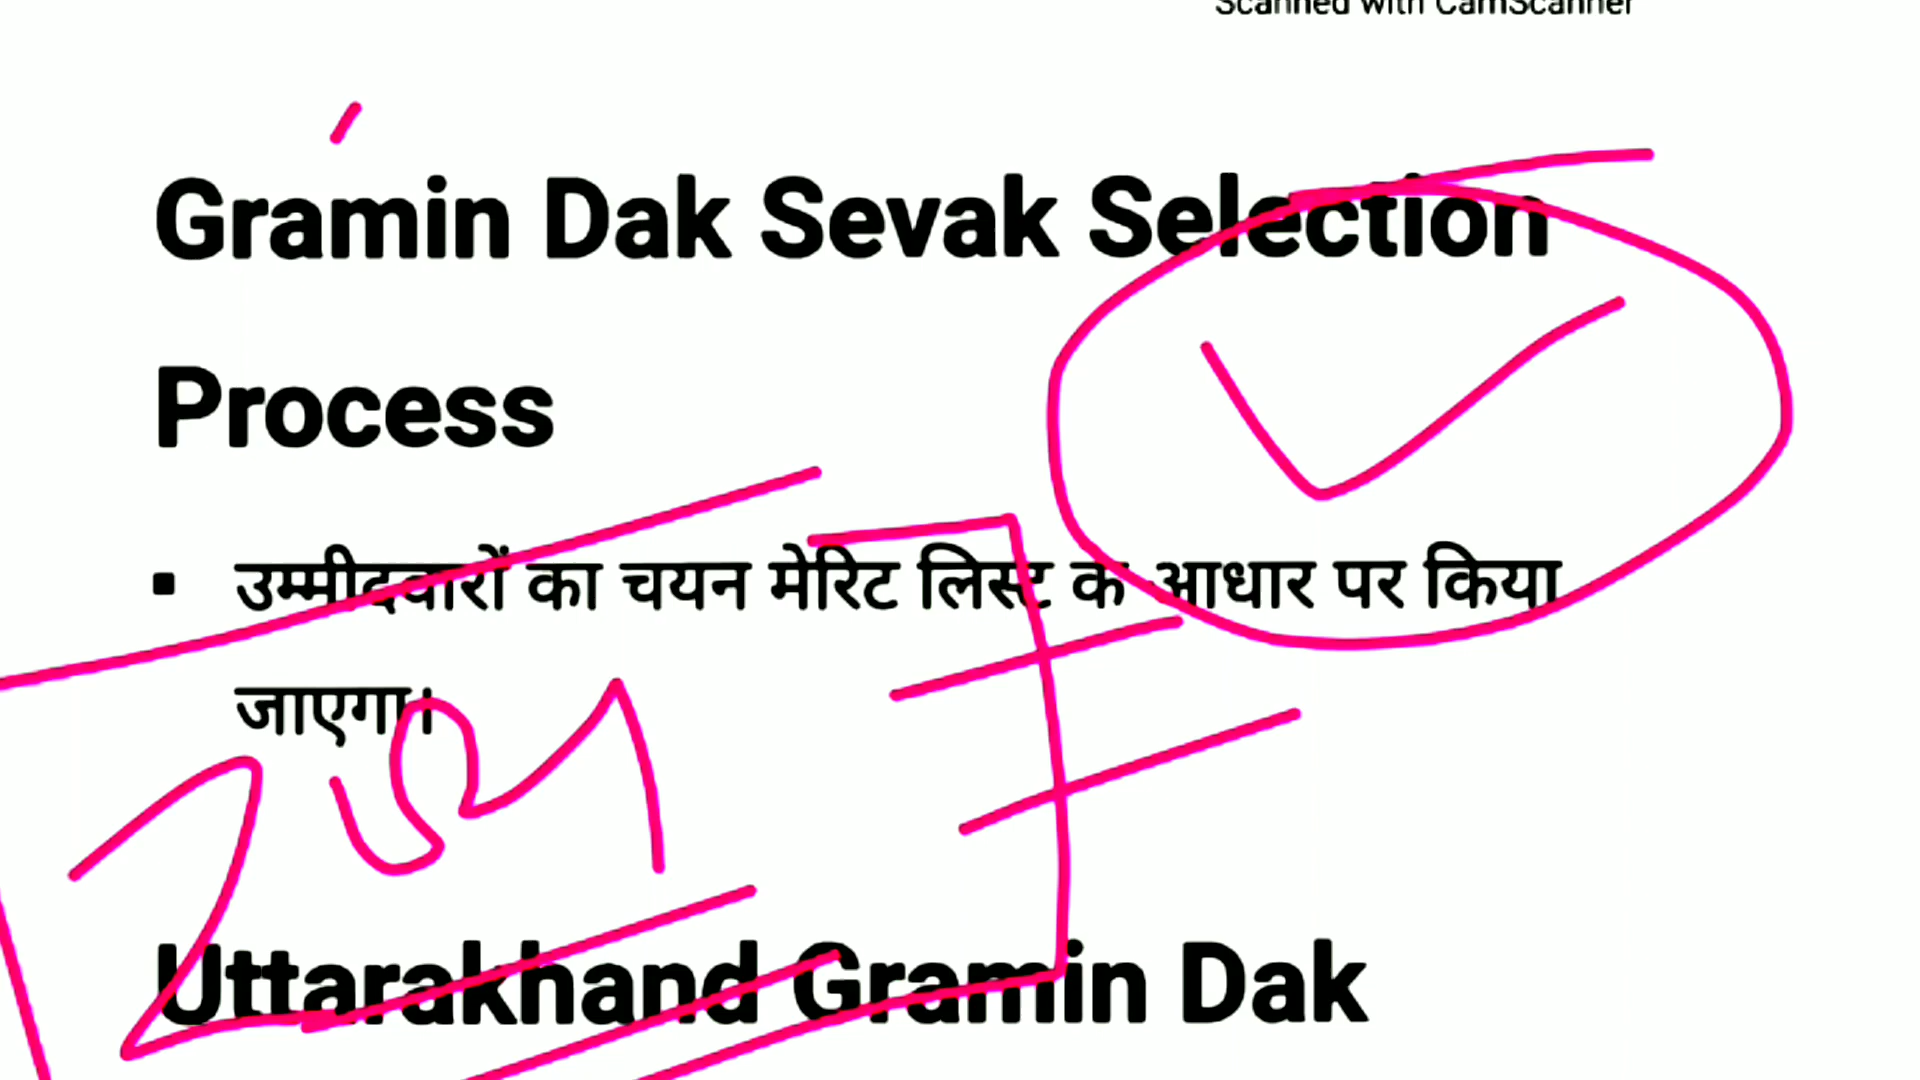 Scanned with CamScanner
Gramin Dak Sevak Selection
Process
▪ उम्मीदवारों का चयन मेरिट लिस्ट के आधार पर किया
जाएगा।
Uttarakhand Gramin Dak